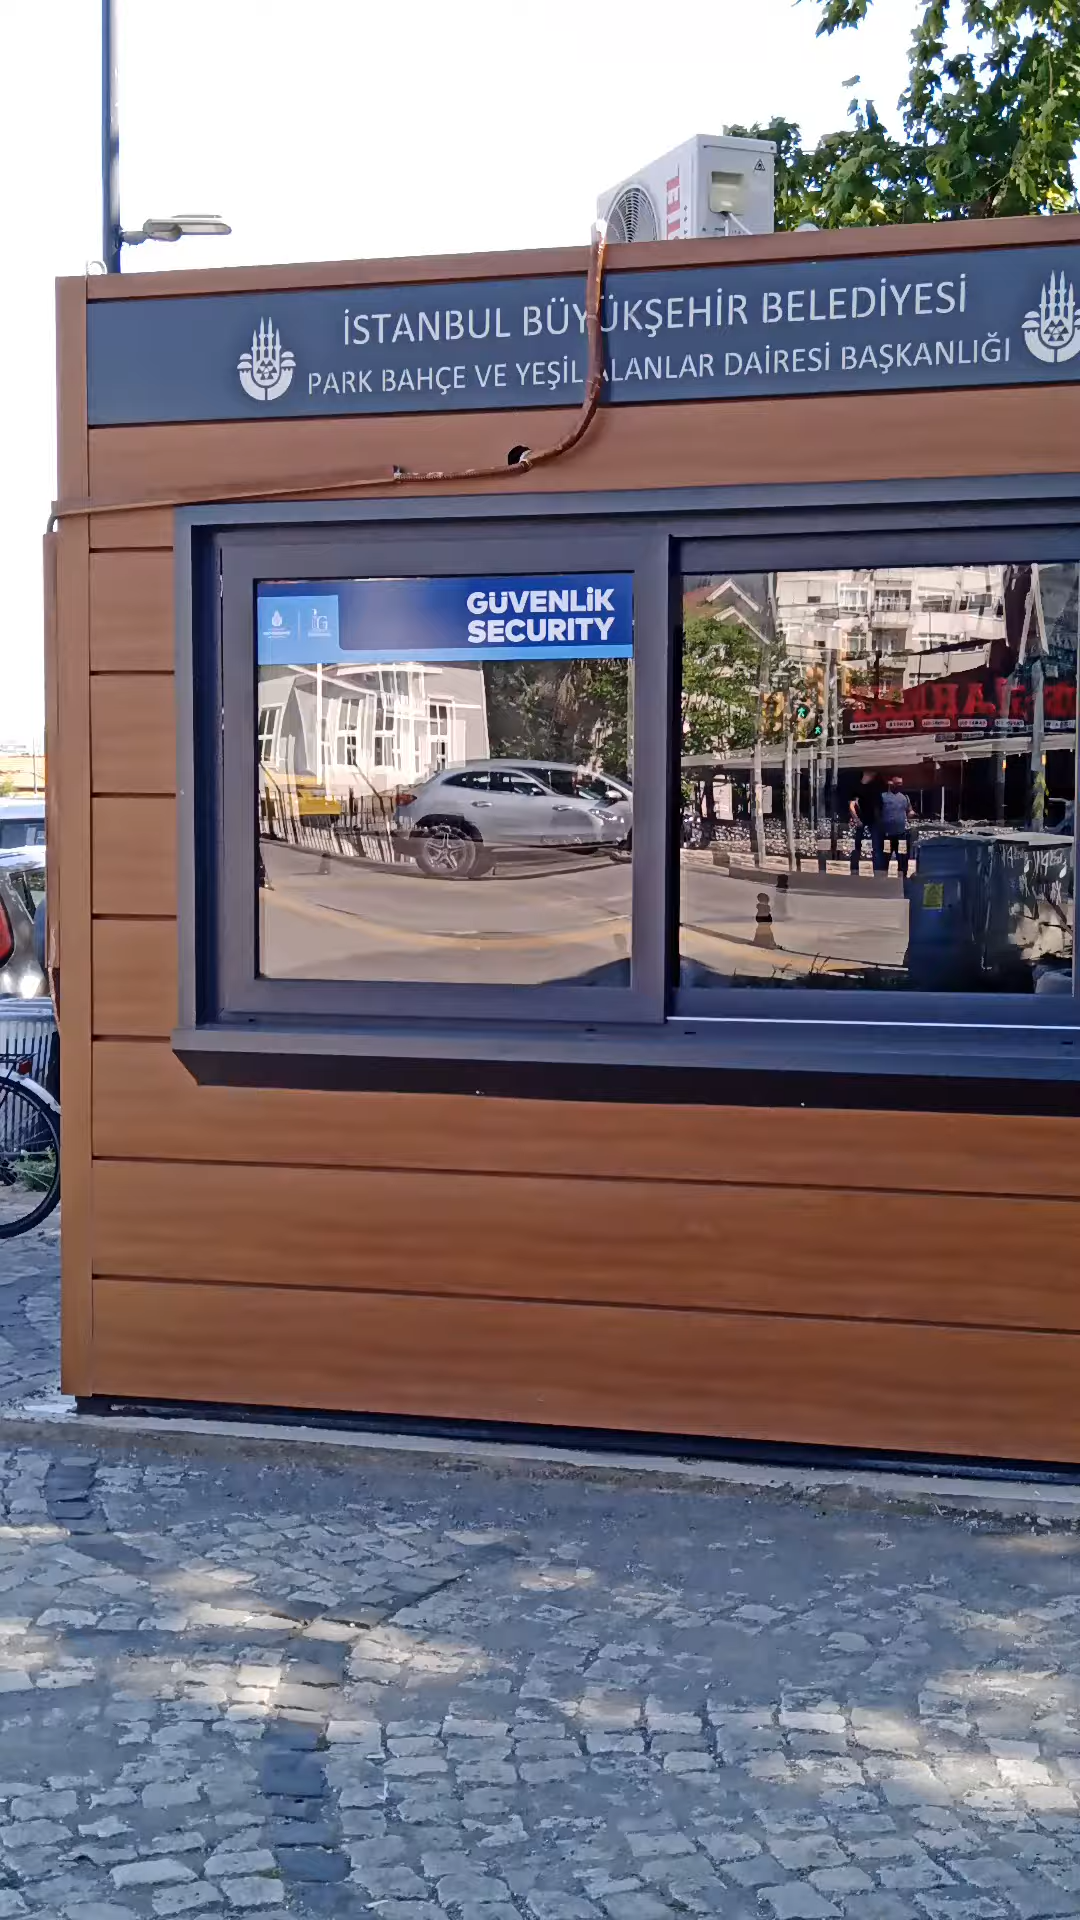 İSTANBUL BÜYÜKŞEHİR BELEDİYESİ
PARK BAHÇE VE YEŞİL ALANLAR DAİRESİ BAŞKANLIĞI
GÜVENLİK
SECURITY